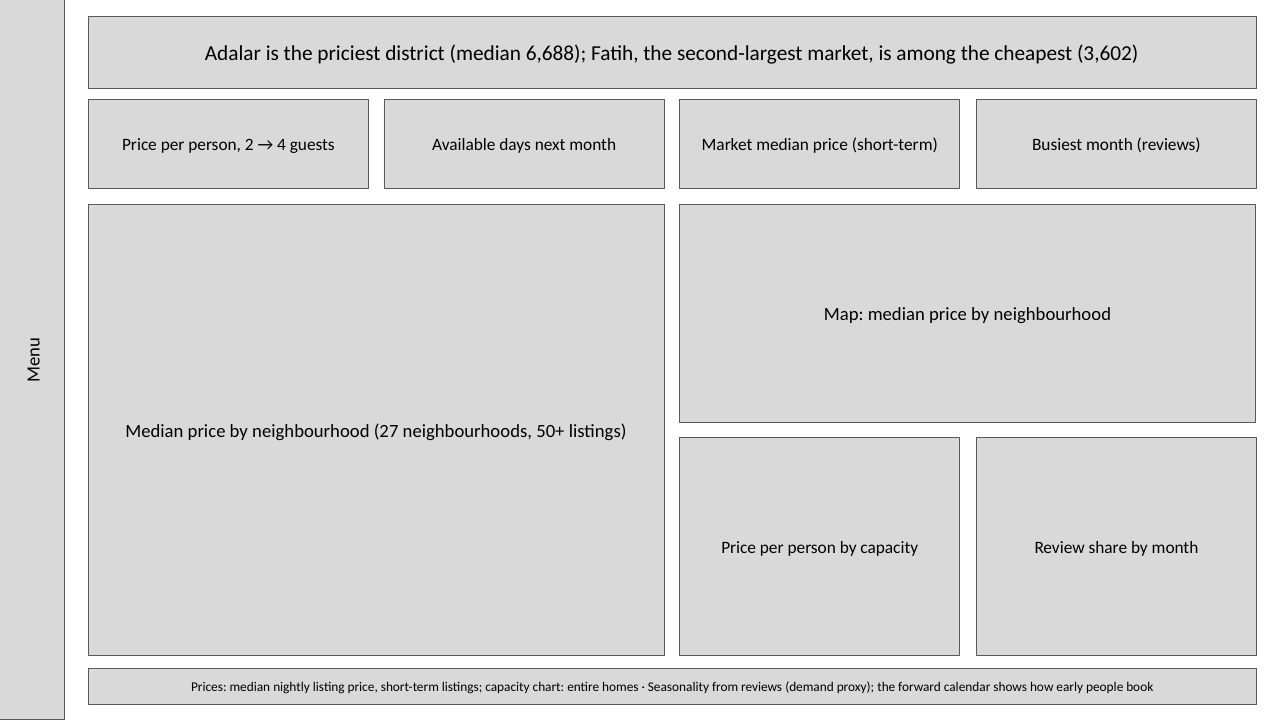 Menu
Adalar is the priciest district (median 6,688); Fatih, the second-largest market, is among the cheapest (3,602)
Price per person, 2 → 4 guests
Available days next month
Market median price (short-term)
Busiest month (reviews)
Median price by neighbourhood (27 neighbourhoods, 50+ listings)
Map: median price by neighbourhood
Price per person by capacity
Review share by month
Prices: median nightly listing price, short-term listings; capacity chart: entire homes · Seasonality from reviews (demand proxy); the forward calendar shows how early people book